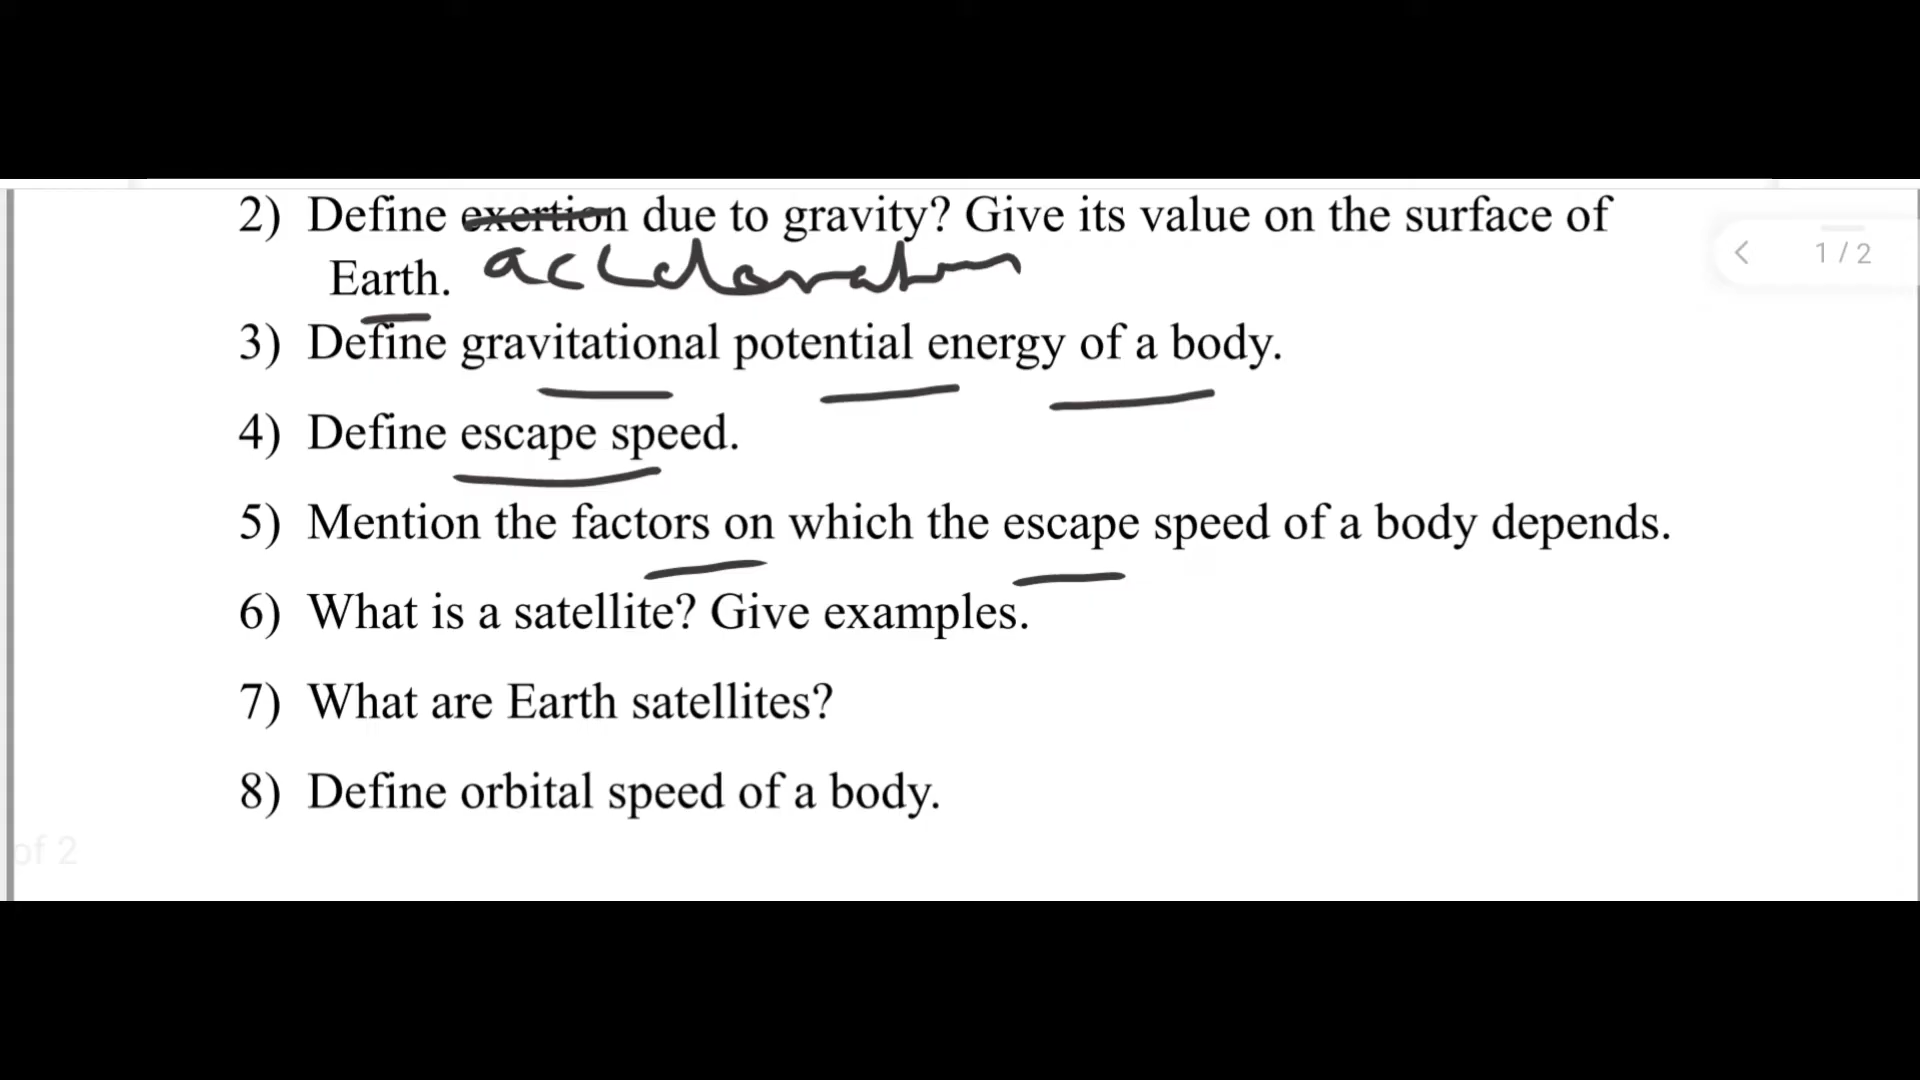 2) Define exertion due to gravity? Give its value on the surface of
Earth. accleration
3) Define gravitational potential energy of a body.
4) Define escape speed.
5) Mention the factors on which the escape speed of a body depends.
6) What is a satellite? Give examples.
7) What are Earth satellites?
8) Define orbital speed of a body.
1 / 2
of 2